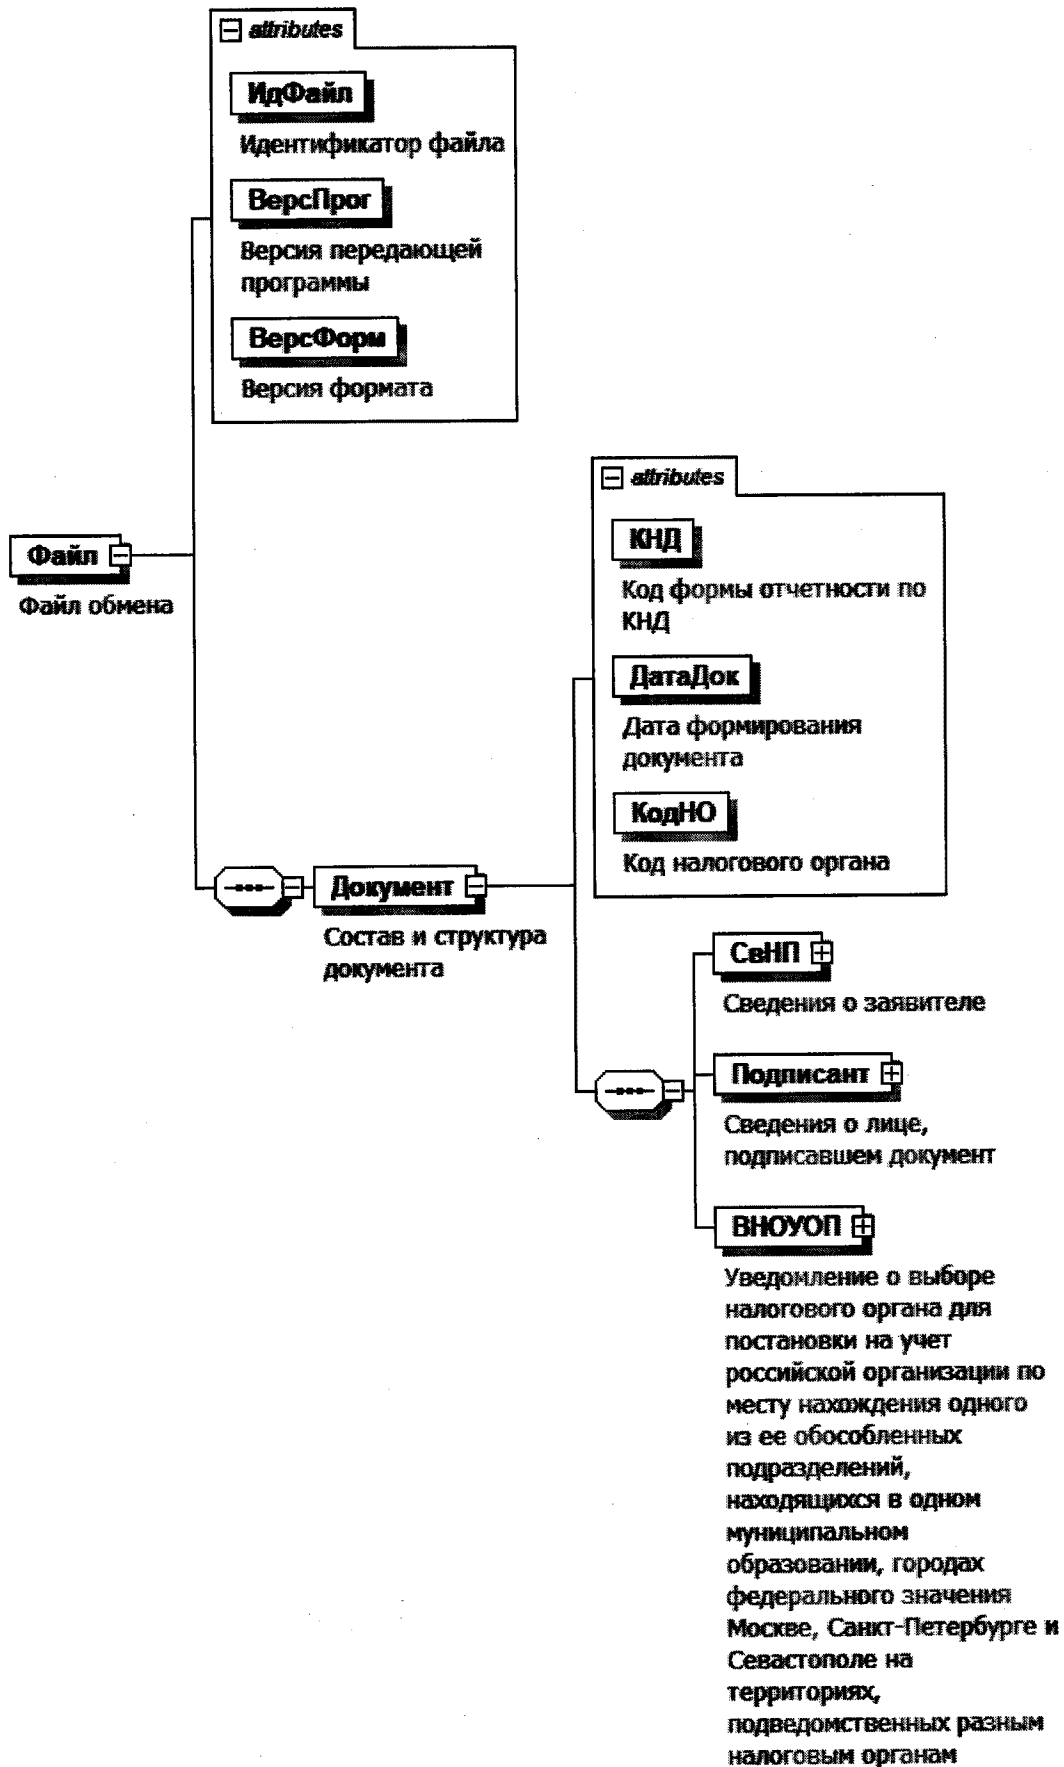 attributes
ИдФайл
Идентификатор файла
ВерсПрог
Версия передающей
программы
ВерсФорм
Версия формата
Файл
Файл обмена
attributes
КНД
Код формы отчетности по
КНД
ДатаДок
Дата формирования
документа
КодНО
Код налогового органа
Документ
Состав и структура
документа
СвНП
Сведения о заявителе
Подписант
Сведения о лице,
подписавшем документ
ВНОУОП
Уведомление о выборе
налогового органа для
постановки на учет
российской организации по
месту нахождения одного
из ее обособленных
подразделений,
находящихся в одном
муниципальном
образовании, городах
федерального значения
Москве, Санкт-Петербурге и
Севастополе на
территориях,
подведомственных разным
налоговым органам